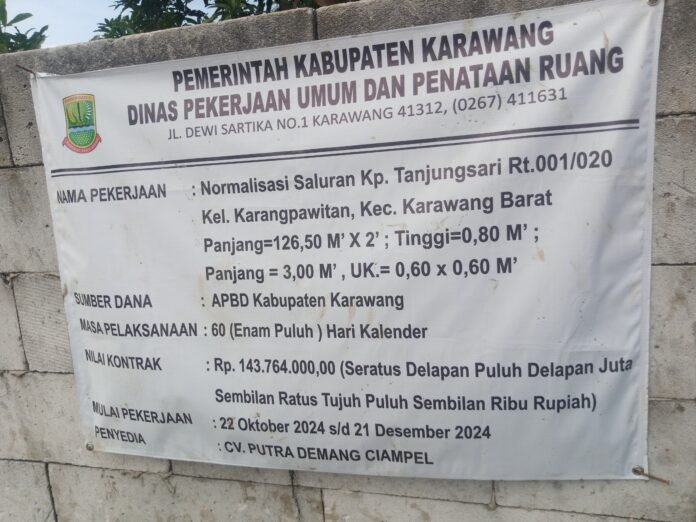 PEMERINTAH KABUPATEN KARAWANG
DINAS PEKERJAAN UMUM DAN PENATAAN RUANG
JL. DEWI SARTIKA NO.1 KARAWANG 41312, (0267) 411631
NAMA PEKERJAAN : Normalisasi Saluran Kp. Tanjungsari Rt.001/020
Kel. Karangpawitan, Kec. Karawang Barat
Panjang=126,50 M' X 2' ; Tinggi=0,80 M' ;
Panjang = 3,00 M' , UK.= 0,60 x 0,60 M'
SUMBER DANA : APBD Kabupaten Karawang
MASA PELAKSANAAN : 60 (Enam Puluh ) Hari Kalender
NILAI KONTRAK : Rp. 143.764.000,00 (Seratus Delapan Puluh Delapan Juta
Sembilan Ratus Tujuh Puluh Sembilan Ribu Rupiah)
MULAI PEKERJAAN : 22 Oktober 2024 s/d 21 Desember 2024
PENYEDIA : CV. PUTRA DEMANG CIAMPEL